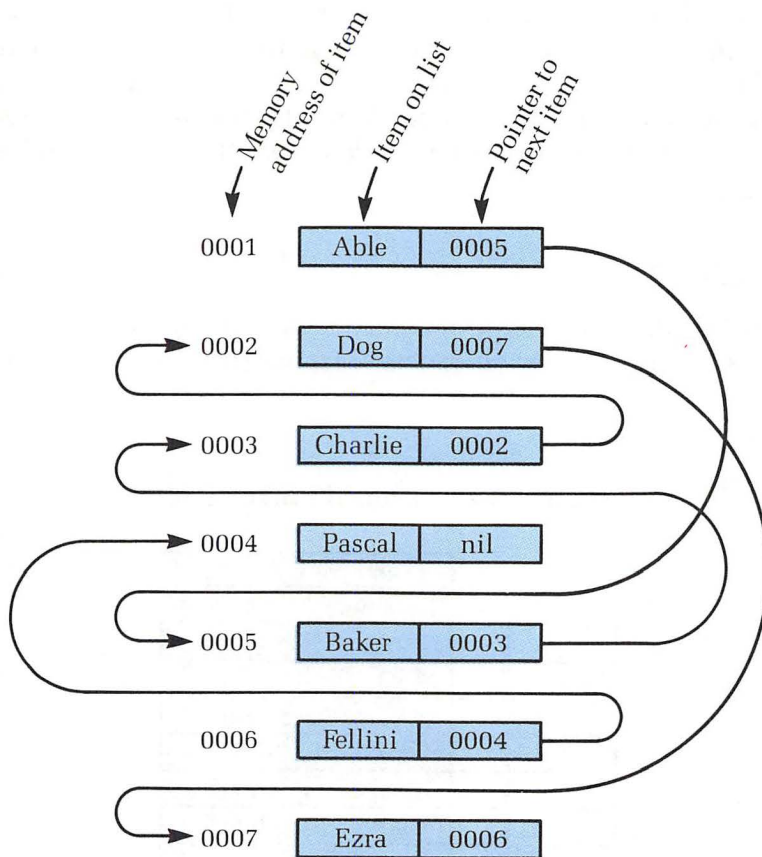 Memory
address of item
Item on list
Pointer to
next item
0001 Able 0005
0002 Dog 0007
0003 Charlie 0002
0004 Pascal nil
0005 Baker 0003
0006 Fellini 0004
0007 Ezra 0006